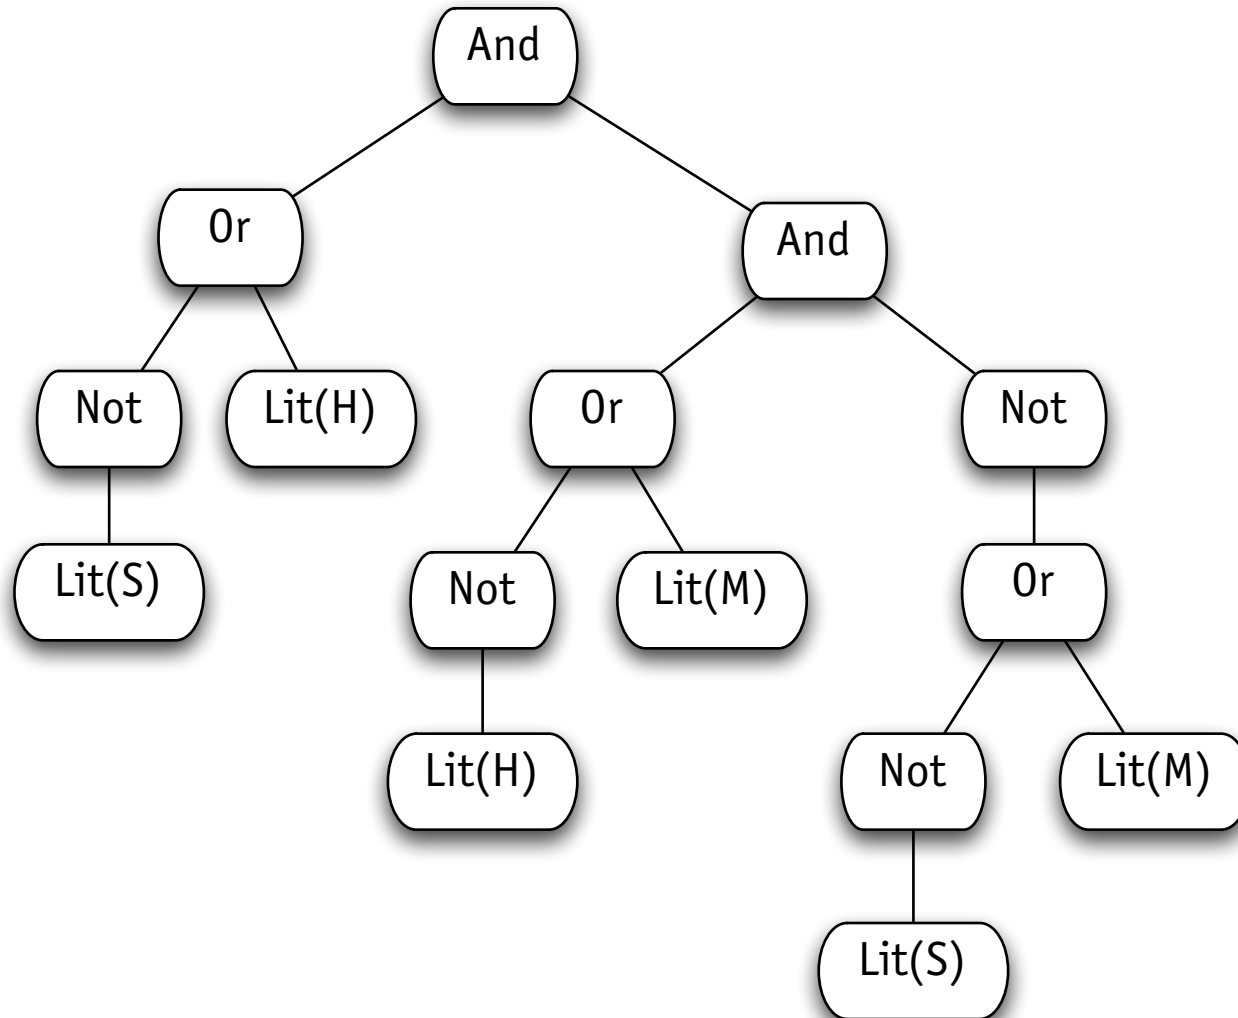 And
Or
And
Not
Lit(H)
Or
Not
Lit(S)
Not
Lit(M)
Or
Lit(H)
Not
Lit(M)
Lit(S)